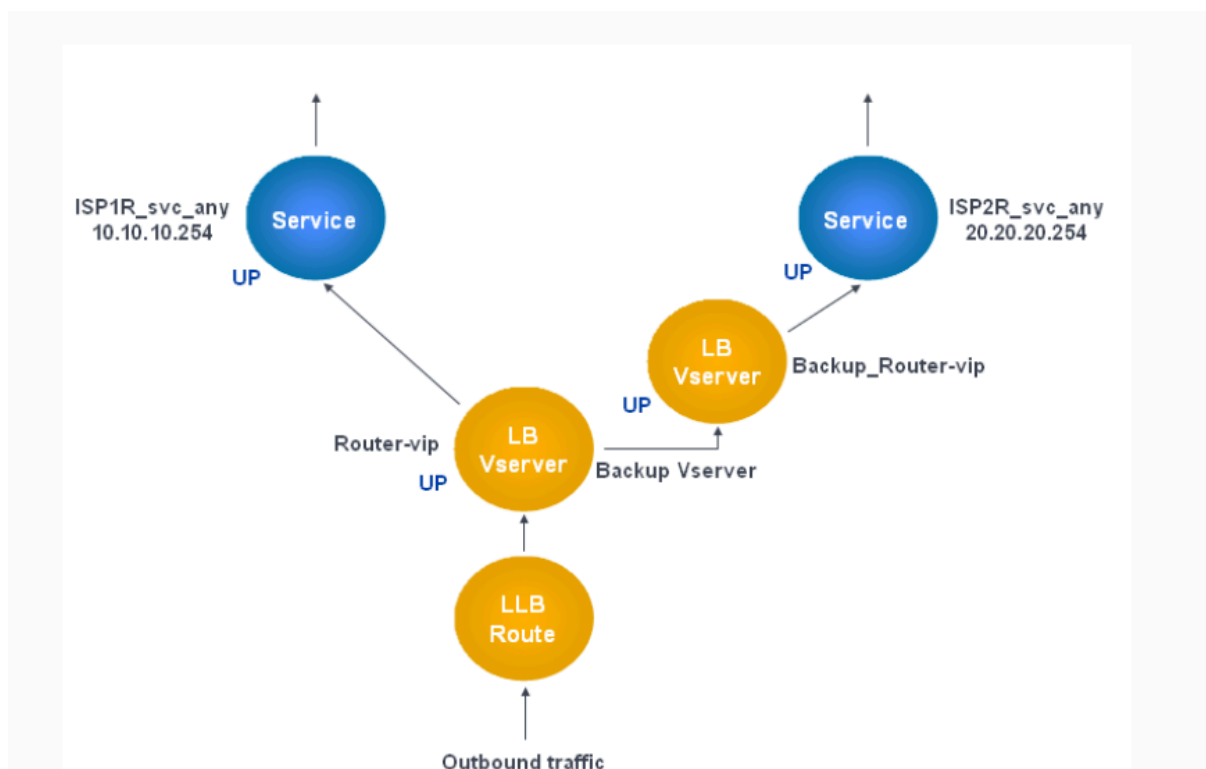 ISP1R_svc_any
10.10.10.254
Service
UP
Service
ISP2R_svc_any
20.20.20.254
UP
LB
Vserver
Backup_Router-vip
UP
Router-vip
LB
Vserver
UP
Backup Vserver
LLB
Route
Outbound traffic